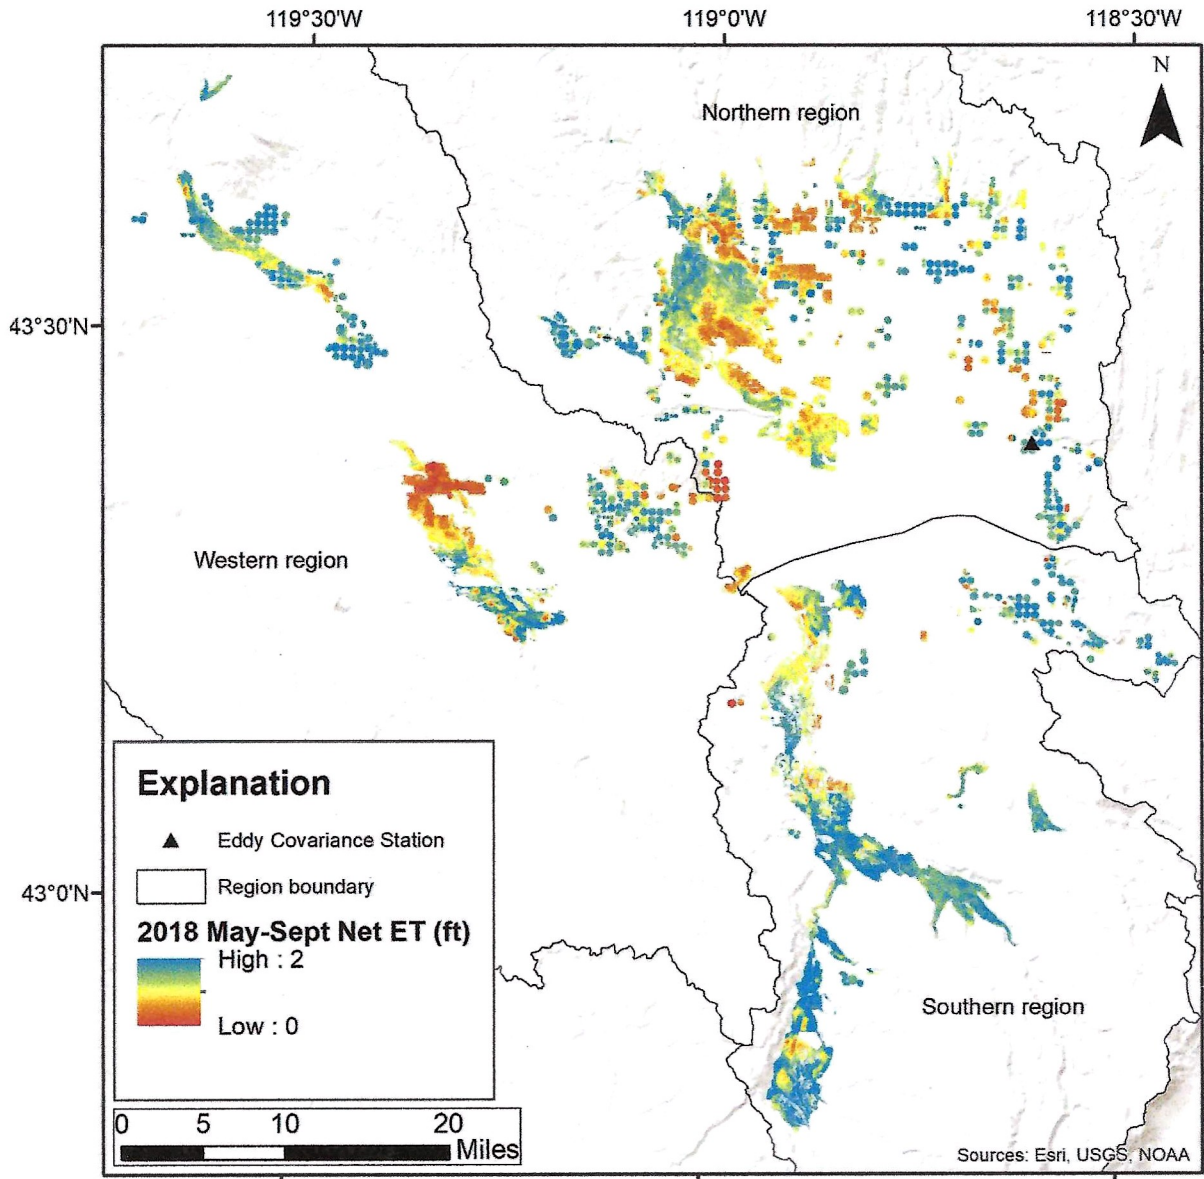 119°30'W
119°0'W
118°30'W
N
Northern region
43°30'N
Western region
43°0'N
Southern region
Explanation
Eddy Covariance Station
Region boundary
2018 May-Sept Net ET (ft)
High : 2
Low : 0
0 5 10 20
Miles
Sources: Esri, USGS, NOAA